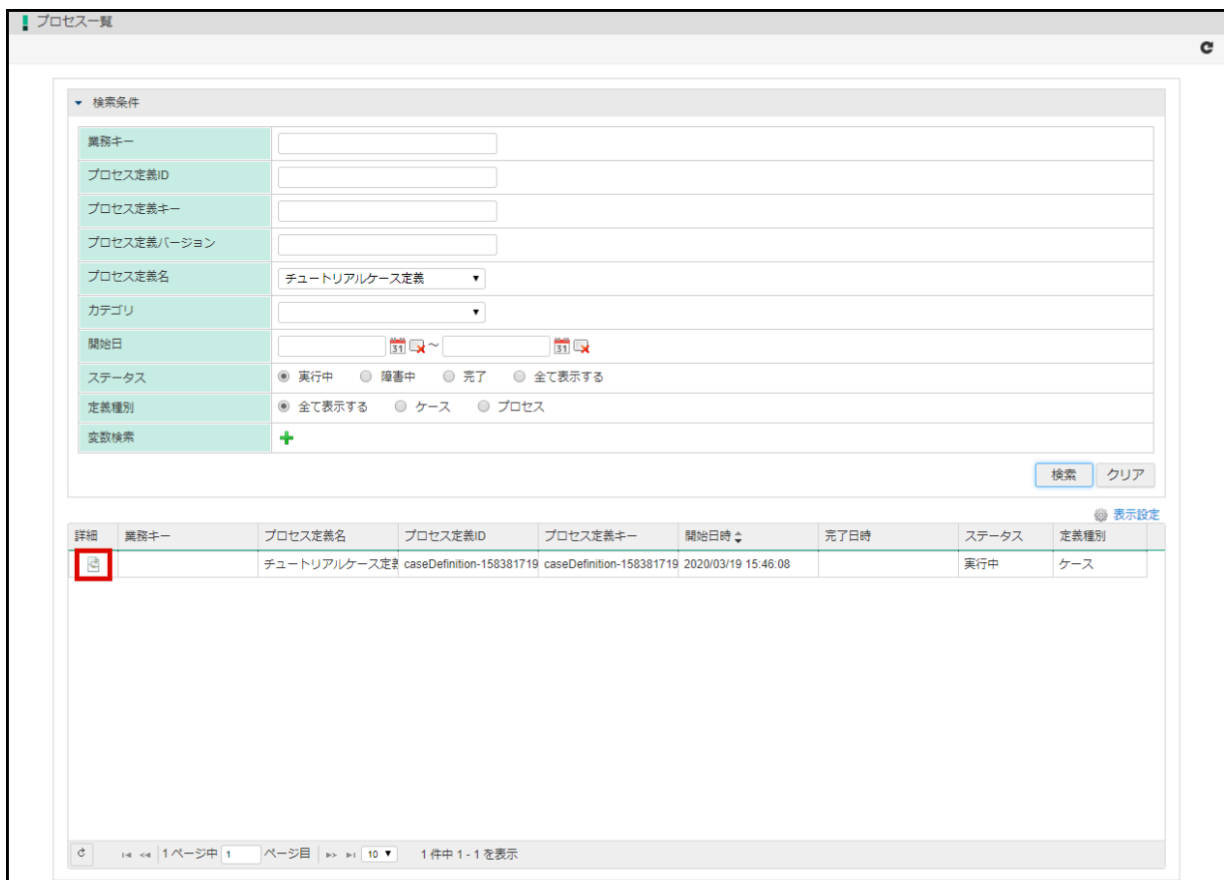 プロセス一覧
検索条件
業務キー
プロセス定義ID
プロセス定義キー
プロセス定義バージョン
プロセス定義名 チュートリアルケース定義
カテゴリ
開始日 31 ～ 31
ステータス 実行中 障害中 完了 全て表示する
定義種別 全て表示する ケース プロセス
変数検索
検索 クリア
表示設定
詳細 業務キー プロセス定義名 プロセス定義ID プロセス定義キー 開始日時 完了日時 ステータス 定義種別
チュートリアルケース定義 caseDefinition-158381719 caseDefinition-158381719 2020/03/19 15:46:08 実行中 ケース
1 ページ中 1 ページ目 10 1 件中 1 - 1 を表示